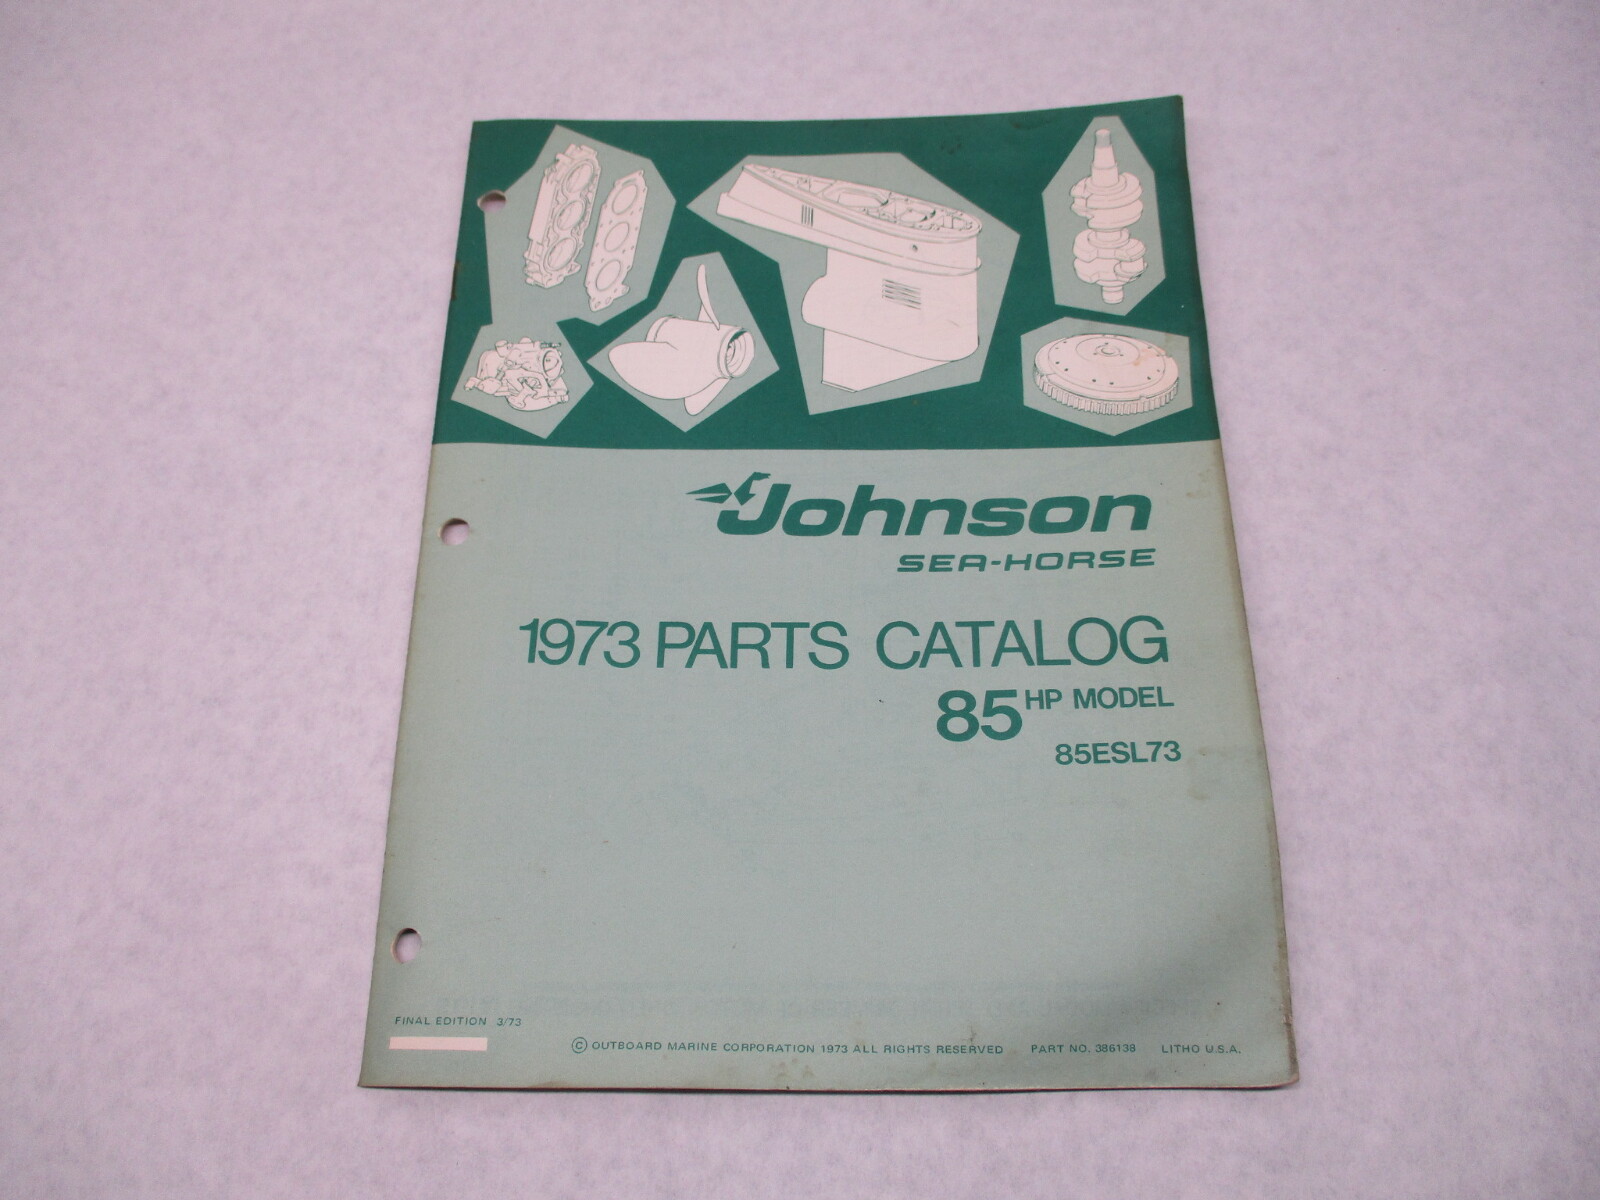 Johnson
SEA-HORSE
1973 PARTS CATALOG
85 HP MODEL
85ESL73
FINAL EDITION 3/73
© OUTBOARD MARINE CORPORATION 1973 ALL RIGHTS RESERVED PART NO. 386138 LITHO U.S.A.